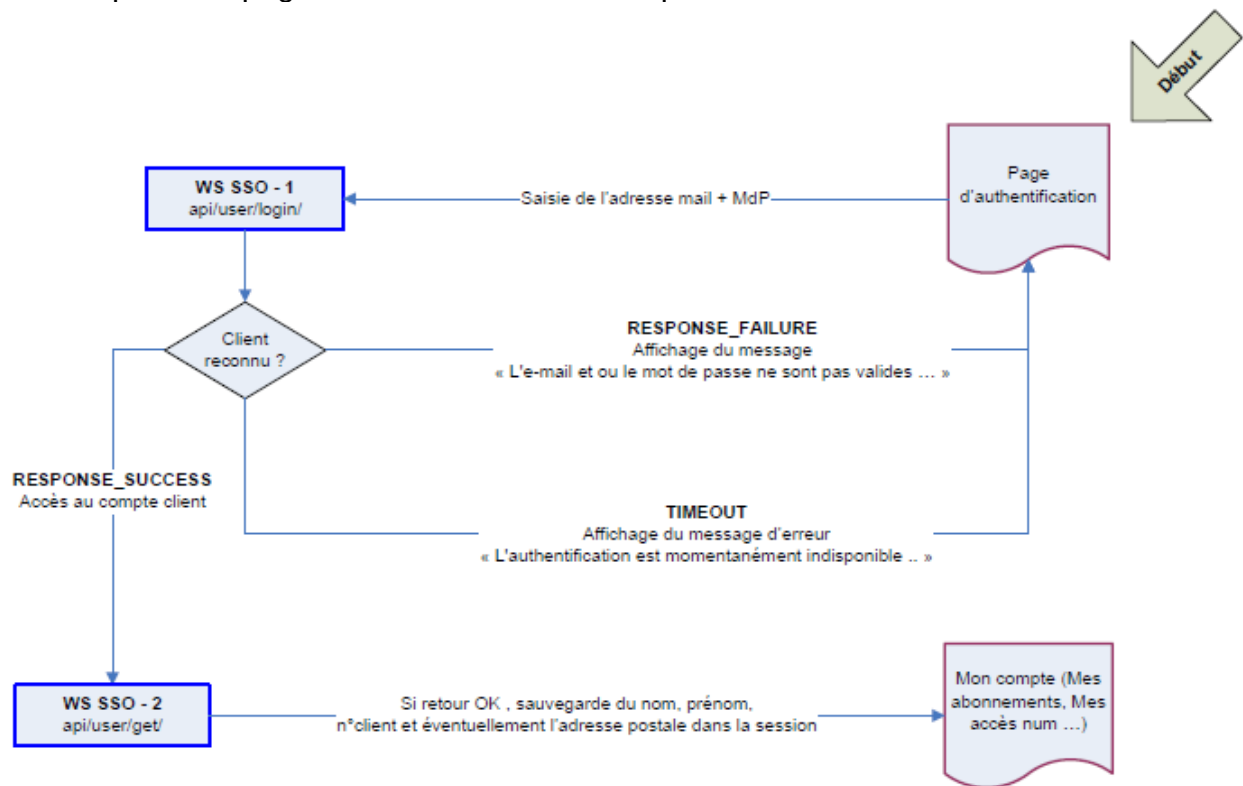 Début
Page
d'authentification
WS SSO - 1
api/user/login/
Saisie de l'adresse mail + MdP
Client
reconnu ?
RESPONSE_FAILURE
Affichage du message
« L'e-mail et ou le mot de passe ne sont pas valides ... »
RESPONSE_SUCCESS
Accès au compte client
TIMEOUT
Affichage du message d'erreur
« L'authentification est momentanément indisponible .. »
WS SSO - 2
api/user/get/
Si retour OK , sauvegarde du nom, prénom,
n°client et éventuellement l'adresse postale dans la session
Mon compte (Mes
abonnements, Mes
accès num ...)